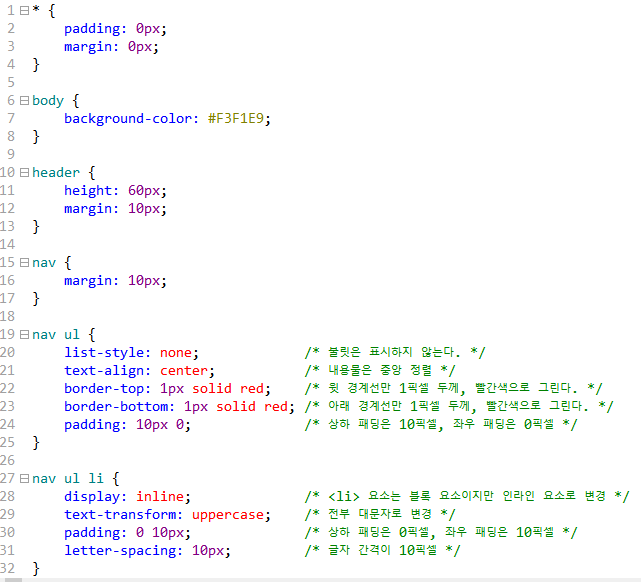 1 * {
2 padding: 0px;
3 margin: 0px;
4 }
5
6 body {
7 background-color: #F3F1E9;
8 }
9
10 header {
11 height: 60px;
12 margin: 10px;
13 }
14
15 nav {
16 margin: 10px;
17 }
18
19 nav ul {
20 list-style: none; /* 불릿은 표시하지 않는다. */
21 text-align: center; /* 내용물은 중앙 정렬 */
22 border-top: 1px solid red; /* 윗 경계선만 1픽셀 두께, 빨간색으로 그린다. */
23 border-bottom: 1px solid red; /* 아래 경계선만 1픽셀 두께, 빨간색으로 그린다. */
24 padding: 10px 0; /* 상하 패딩은 10픽셀, 좌우 패딩은 0픽셀 */
25 }
26
27 nav ul li {
28 display: inline; /* <li> 요소는 블록 요소이지만 인라인 요소로 변경 */
29 text-transform: uppercase; /* 전부 대문자로 변경 */
30 padding: 0 10px; /* 상하 패딩은 0픽셀, 좌우 패딩은 10픽셀 */
31 letter-spacing: 10px; /* 글자 간격이 10픽셀 */
32 }